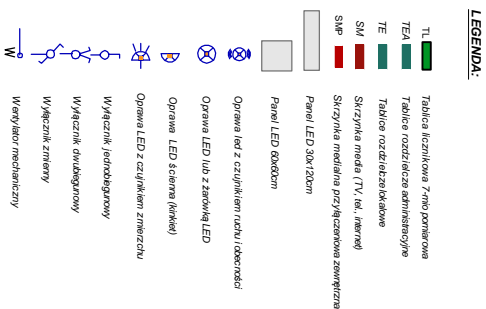 LEGENDA:
TL Tablica licznikowa 7-mio pomiarowa
TEA Tablice rozdzielcze administracyjne
TE Tablice rozdzielcze lokalowe
SM Skrzynka media (TV, tel., internet)
SMP Skrzynka medialna przyłączeniowa zewnętrzna
Panel LED 30x120cm
Panel LED 60x60cm
Oprawa led z czujnikiem ruchu i obecności
Oprawa LED lub z żarówką LED
Oprawa LED ścienna (kinkiet)
Oprawa LED z czujnikiem zmierzchu
Wyłącznik jednobiegunowy
Wyłącznik dwubiegunowy
Wyłącznik zmienny
W Wentylator mechaniczny